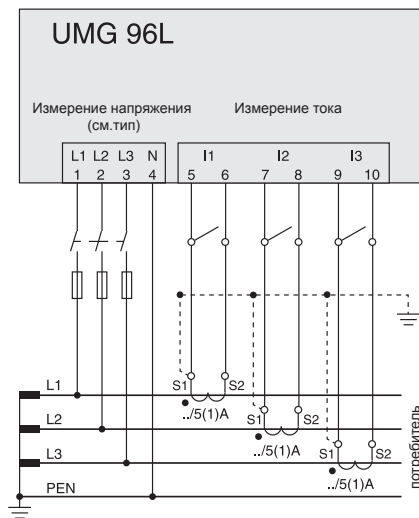 UMG 96L
Измерение напряжения
(см.тип)
Измерение тока
L1 L2 L3 N
1 2 3 4
I1 I2 I3
5 6 7 8 9 10
L1
S1 S2
../5(1)A
L2
S1 S2
../5(1)A
L3
S1 S2
../5(1)A
PEN
потребитель